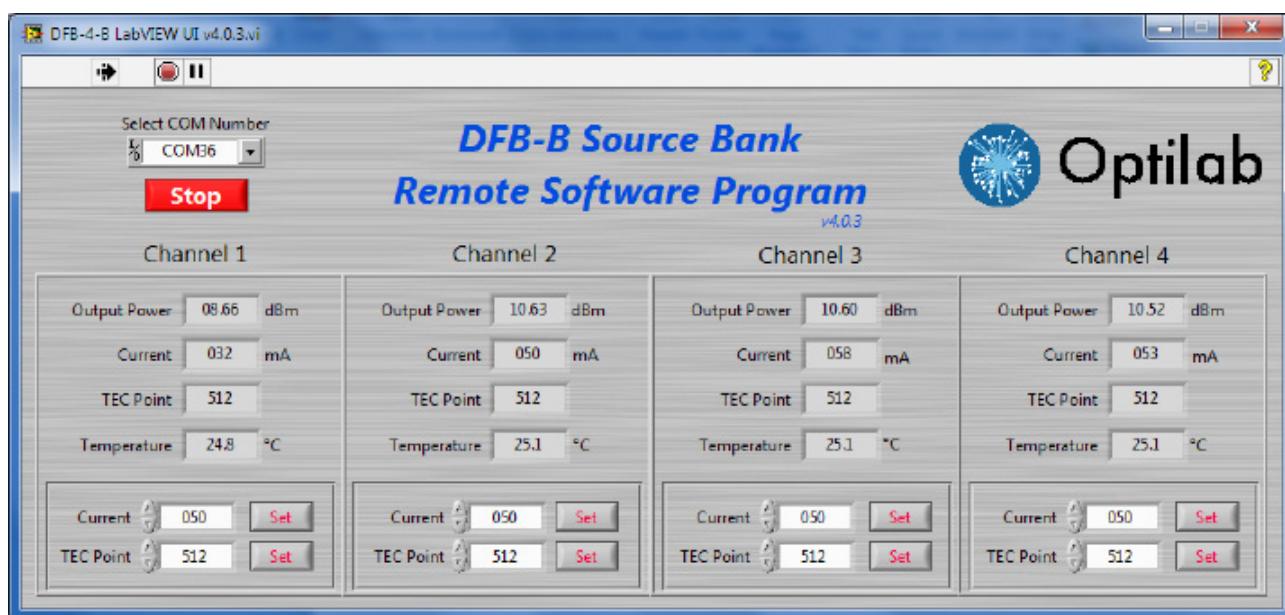 DFB-4-B LabVIEW UI v4.0.3.vi
Select COM Number
COM36
Stop
DFB-B Source Bank
Remote Software Program
v4.0.3
Optilab
Channel 1
Output Power 08.66 dBm
Current 032 mA
TEC Point 512
Temperature 24.8 °C
Current 050 Set
TEC Point 512 Set
Channel 2
Output Power 10.63 dBm
Current 050 mA
TEC Point 512
Temperature 25.1 °C
Current 050 Set
TEC Point 512 Set
Channel 3
Output Power 10.60 dBm
Current 058 mA
TEC Point 512
Temperature 25.1 °C
Current 050 Set
TEC Point 512 Set
Channel 4
Output Power 10.52 dBm
Current 053 mA
TEC Point 512
Temperature 25.1 °C
Current 050 Set
TEC Point 512 Set